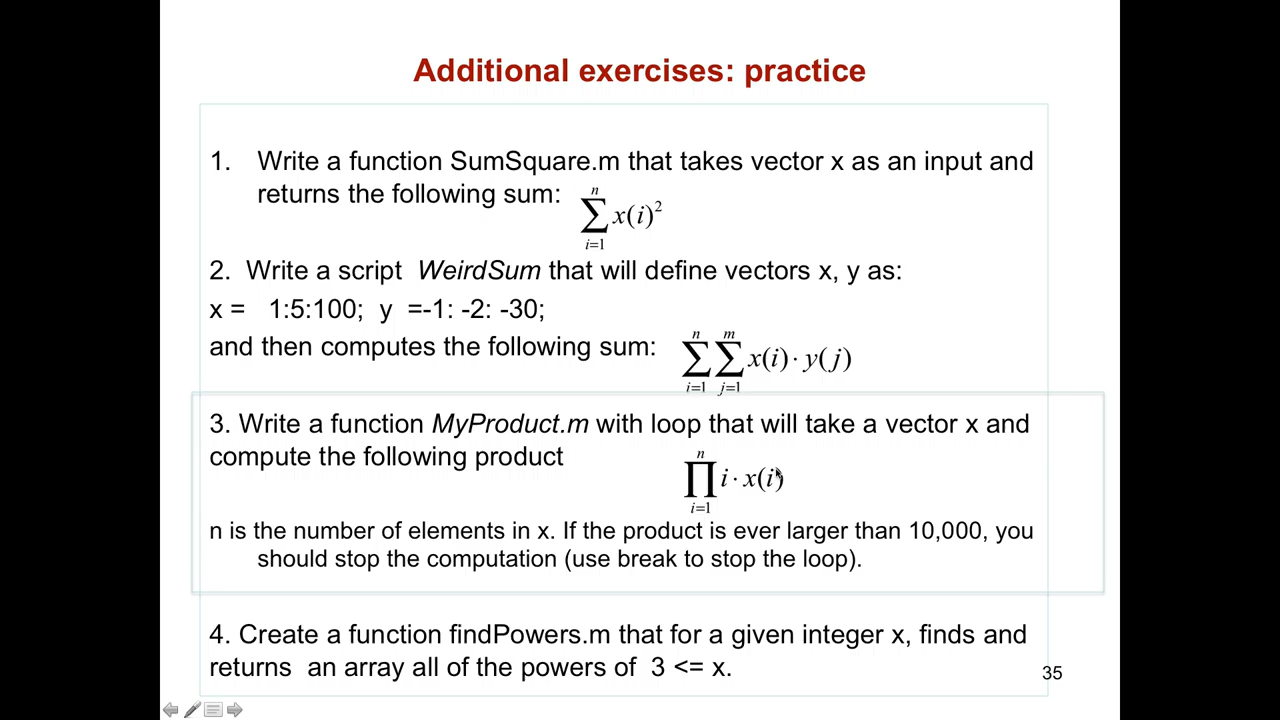 Additional exercises: practice
1. Write a function SumSquare.m that takes vector x as an input and
returns the following sum: \sum_{i=1}^{n} x(i)^2
2. Write a script WeirdSum that will define vectors x, y as:
x = 1:5:100; y =-1: -2: -30;
and then computes the following sum: \sum_{i=1}^{n} \sum_{j=1}^{m} x(i) · y(j)
3. Write a function MyProduct.m with loop that will take a vector x and
compute the following product \prod_{i=1}^{n} i · x(i)
n is the number of elements in x. If the product is ever larger than 10,000, you
should stop the computation (use break to stop the loop).
4. Create a function findPowers.m that for a given integer x, finds and
returns an array all of the powers of 3 <= x.
35